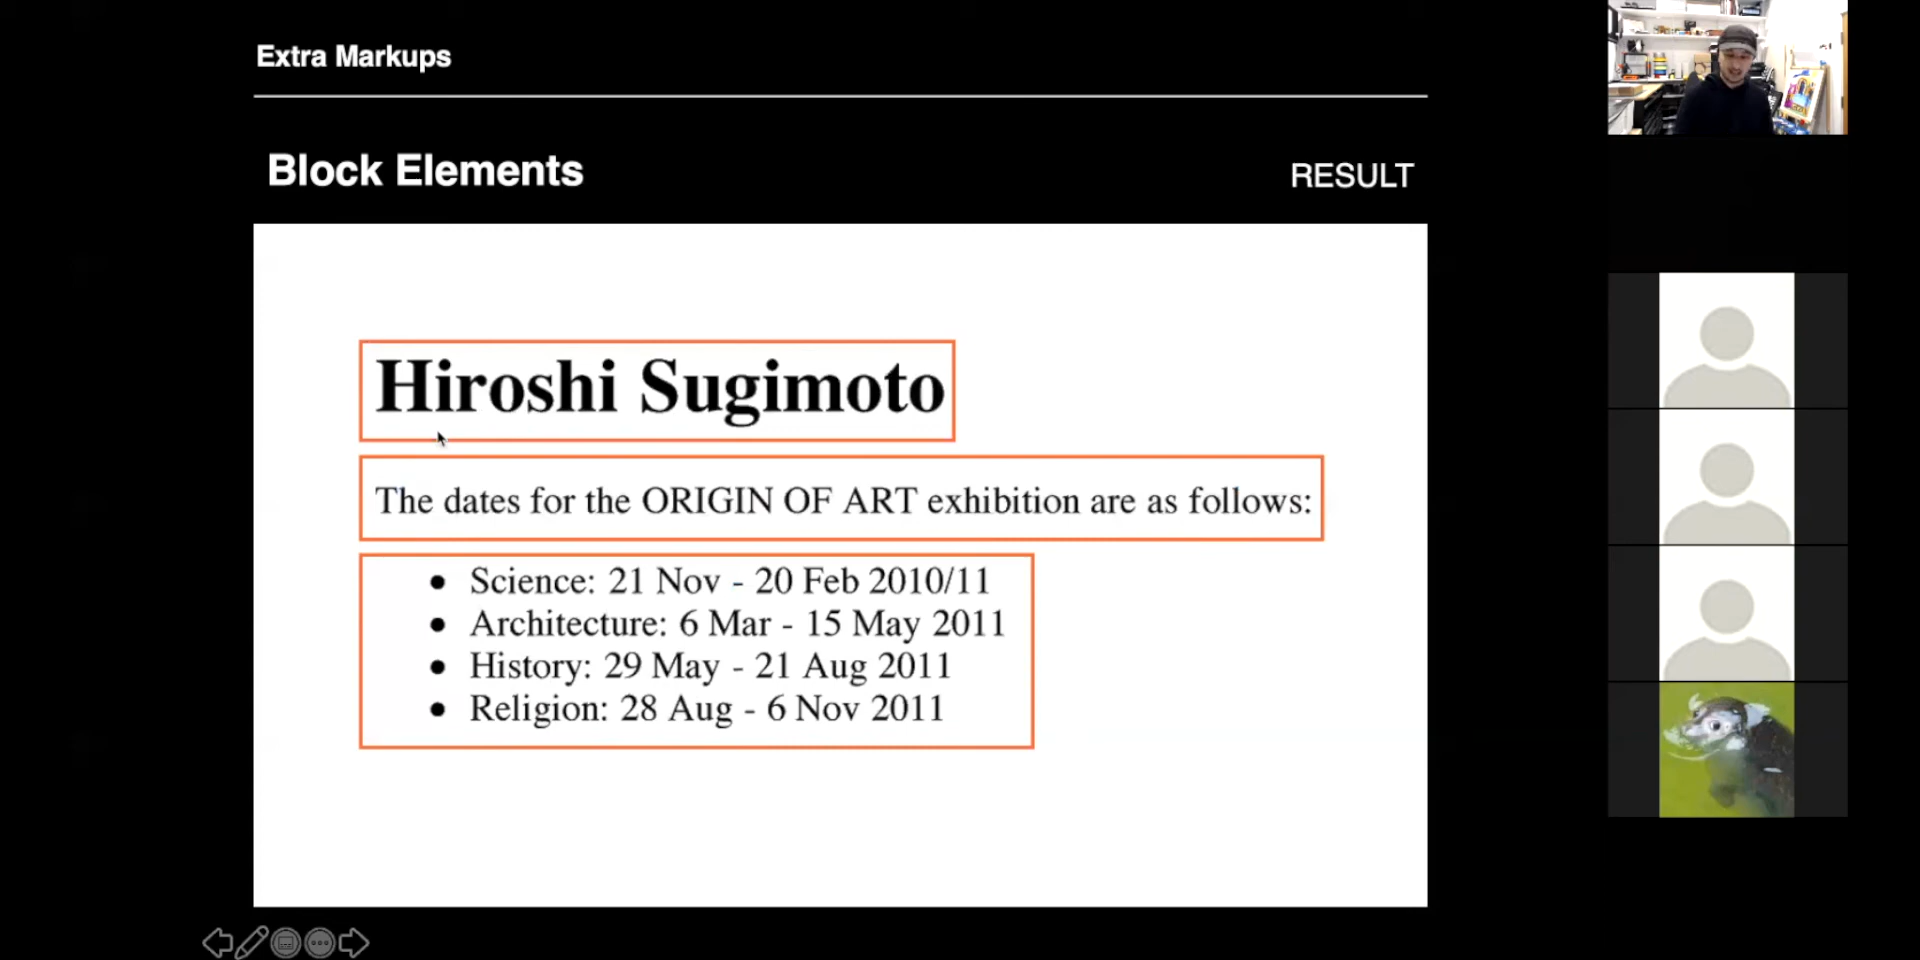 Extra Markups
Block Elements
RESULT
Hiroshi Sugimoto
The dates for the ORIGIN OF ART exhibition are as follows:
Science: 21 Nov - 20 Feb 2010/11
Architecture: 6 Mar - 15 May 2011
History: 29 May - 21 Aug 2011
Religion: 28 Aug - 6 Nov 2011